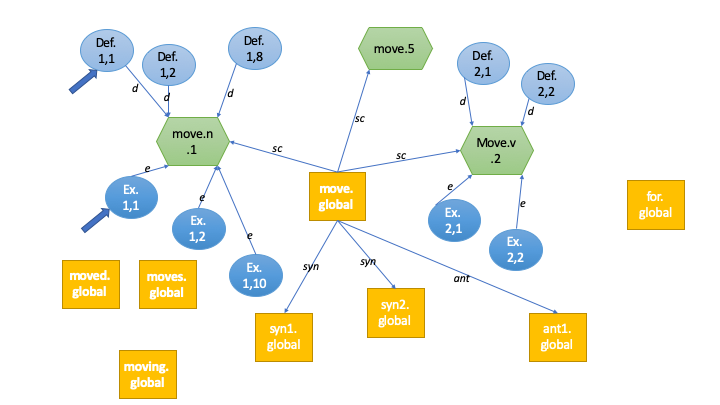 Def.
1,1
Def.
1,2
Def.
1,8
move.5
Def.
2,1
Def.
2,2
d
d
d
d
d
move.n
.1
sc
sc
sc
Move.v
.2
e
e
e
e
e
Ex.
1,1
Ex.
1,2
Ex.
1,10
move.
global
Ex.
2,1
Ex.
2,2
for.
global
moved.
global
moves.
global
syn
syn
ant
syn1.
global
syn2.
global
ant1.
global
moving.
global